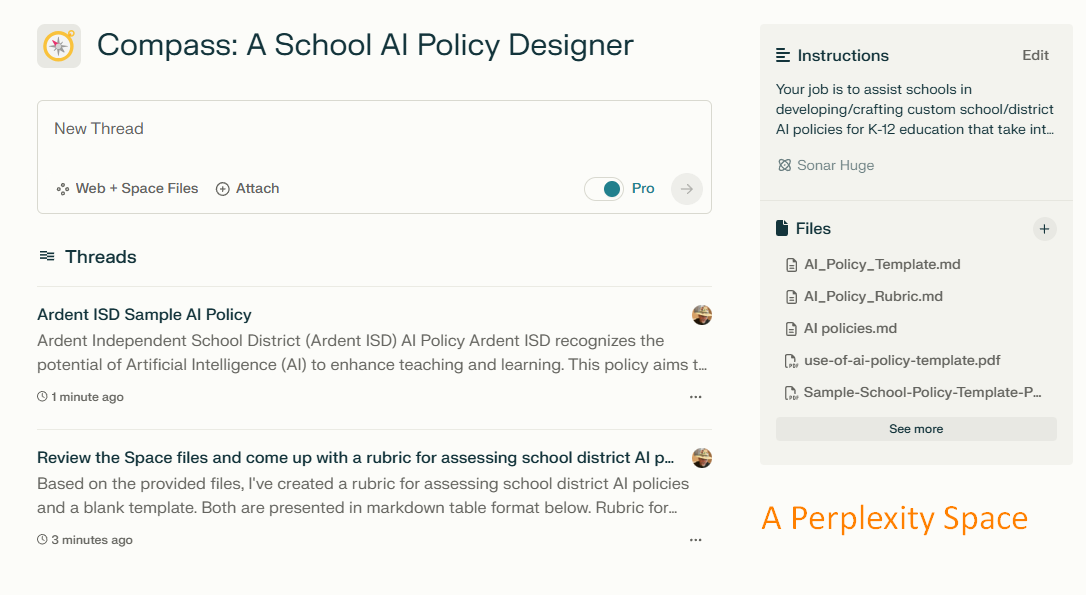 Compass: A School AI Policy Designer
New Thread
Web + Space Files
Attach
Pro
Threads
Ardent ISD Sample AI Policy
Ardent Independent School District (Ardent ISD) AI Policy Ardent ISD recognizes the
potential of Artificial Intelligence (AI) to enhance teaching and learning. This policy aims t...
1 minute ago
Review the Space files and come up with a rubric for assessing school district AI p...
Based on the provided files, I've created a rubric for assessing school district AI policies
and a blank template. Both are presented in markdown table format below. Rubric for...
3 minutes ago
Instructions
Edit
Your job is to assist schools in
developing/crafting custom school/district
AI policies for K-12 education that take int...
Sonar Huge
Files
AI_Policy_Template.md
AI_Policy_Rubric.md
AI policies.md
use-of-ai-policy-template.pdf
Sample-School-Policy-Template-P...
See more
A Perplexity Space